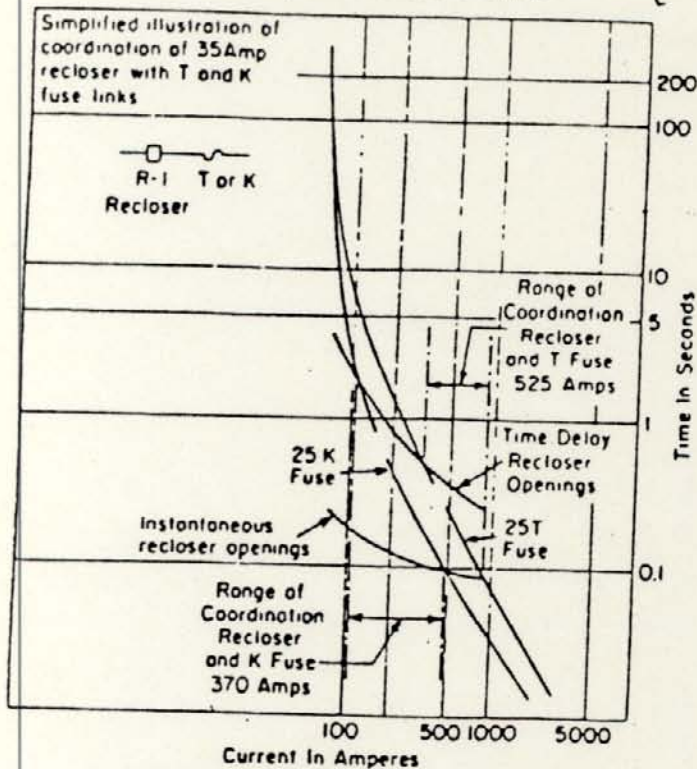 Simplified illustration of
coordination of 35Amp
recloser with T and K
fuse links
R-1 T or K
Recloser
200
100
10
5
1
0.1
Time In Seconds
Range of
Coordination
Recloser
and T Fuse
525 Amps
Time Delay
Recloser
Openings
25 K
Fuse
25T
Fuse
Instantaneous
recloser openings
Range of
Coordination
Recloser
and K Fuse
370 Amps
100 500 1000 5000
Current In Amperes